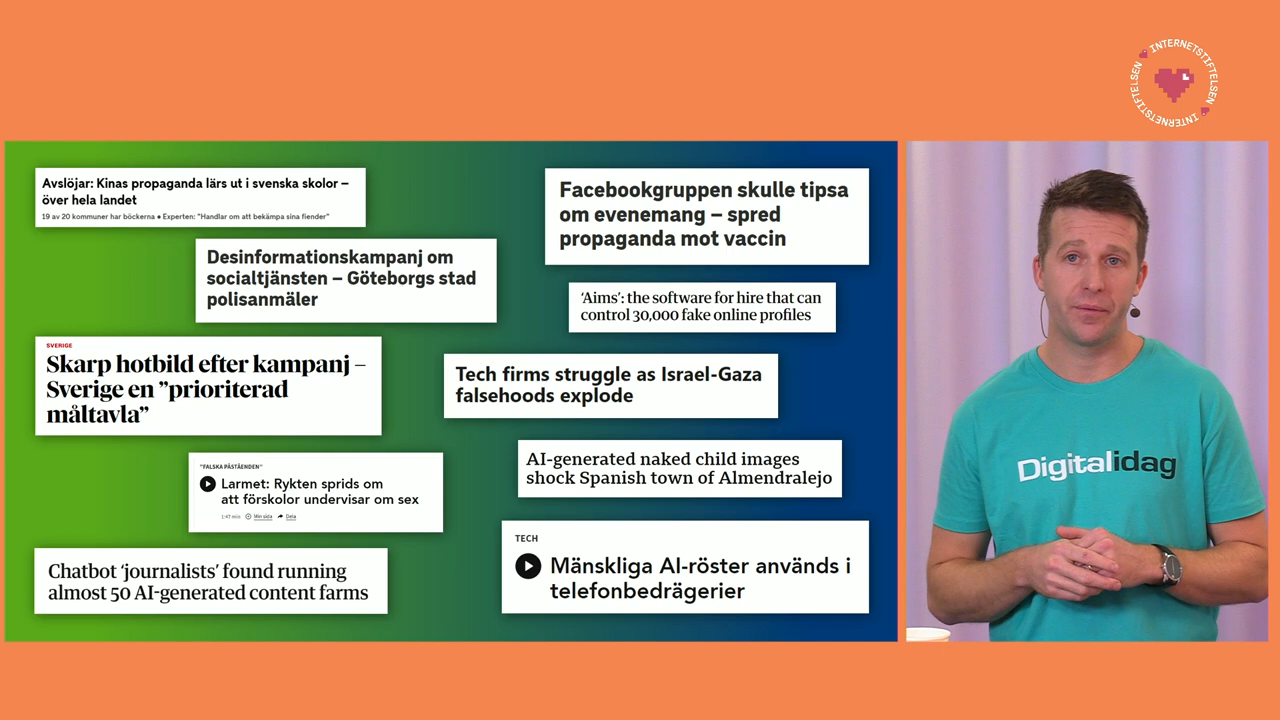 INTERNETSTIFTELSEN
INTERNETSTIFTELSEN
Avslöjar: Kinas propaganda lärs ut i svenska skolor –
över hela landet
19 av 20 kommuner har böckerna • Experten: "Handlar om att bekämpa sina fiender"
Desinformationskampanj om
socialtjänsten – Göteborgs stad
polisanmäler
SVERIGE
Skarp hotbild efter kampanj –
Sverige en ”prioriterad
måltavla”
"FALSKA PÅSTÅENDEN"
Larmet: Rykten sprids om
att förskolor undervisar om sex
1:47 min
Min sida
Dela
Chatbot ‘journalists’ found running
almost 50 AI-generated content farms
Facebookgruppen skulle tipsa
om evenemang – spred
propaganda mot vaccin
‘Aims’: the software for hire that can
control 30,000 fake online profiles
Tech firms struggle as Israel-Gaza
falsehoods explode
AI-generated naked child images
shock Spanish town of Almendralejo
TECH
Mänskliga AI-röster används i
telefonbedrägerier
Digitalidag